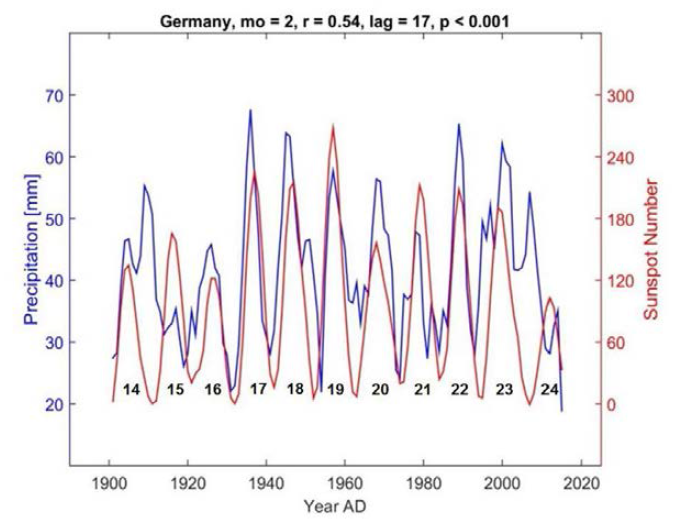 Germany, mo = 2, r = 0.54, lag = 17, p < 0.001
70
60
50
40
30
20
Precipitation [mm]
300
240
180
120
60
0
Sunspot Number
14 15 16 17 18 19 20 21 22 23 24
1900 1920 1940 1960 1980 2000 2020
Year AD